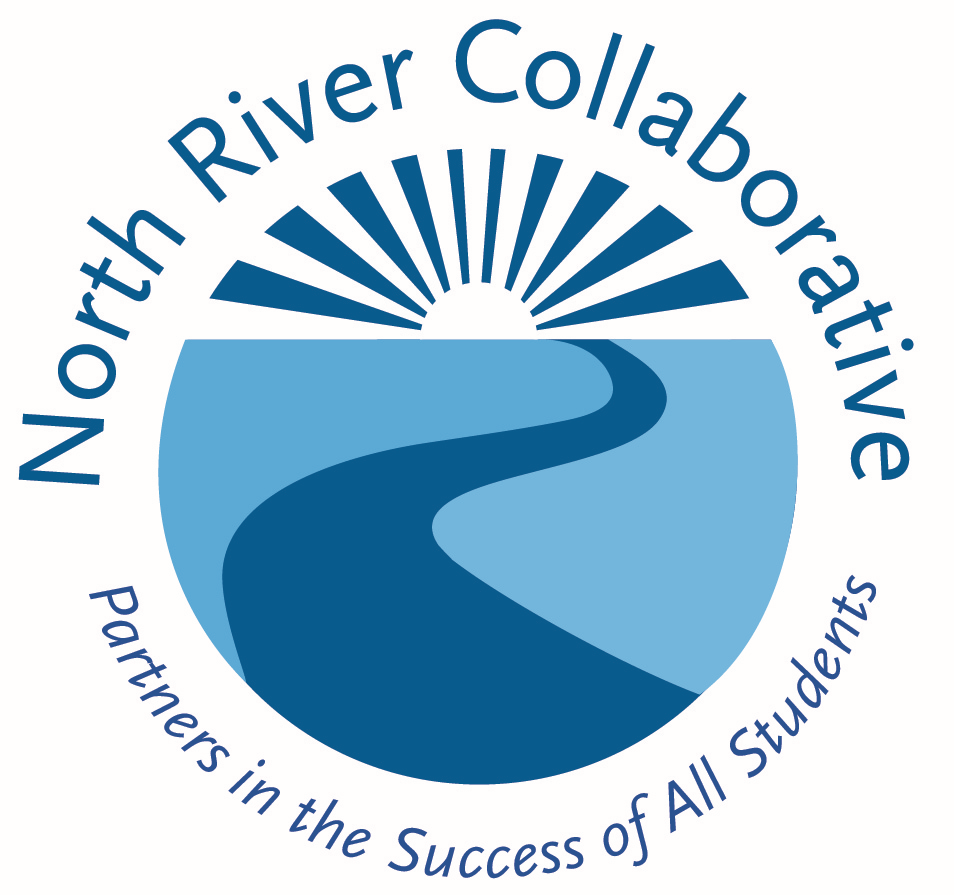 North River Collaborative
Partners in the Success of All Students